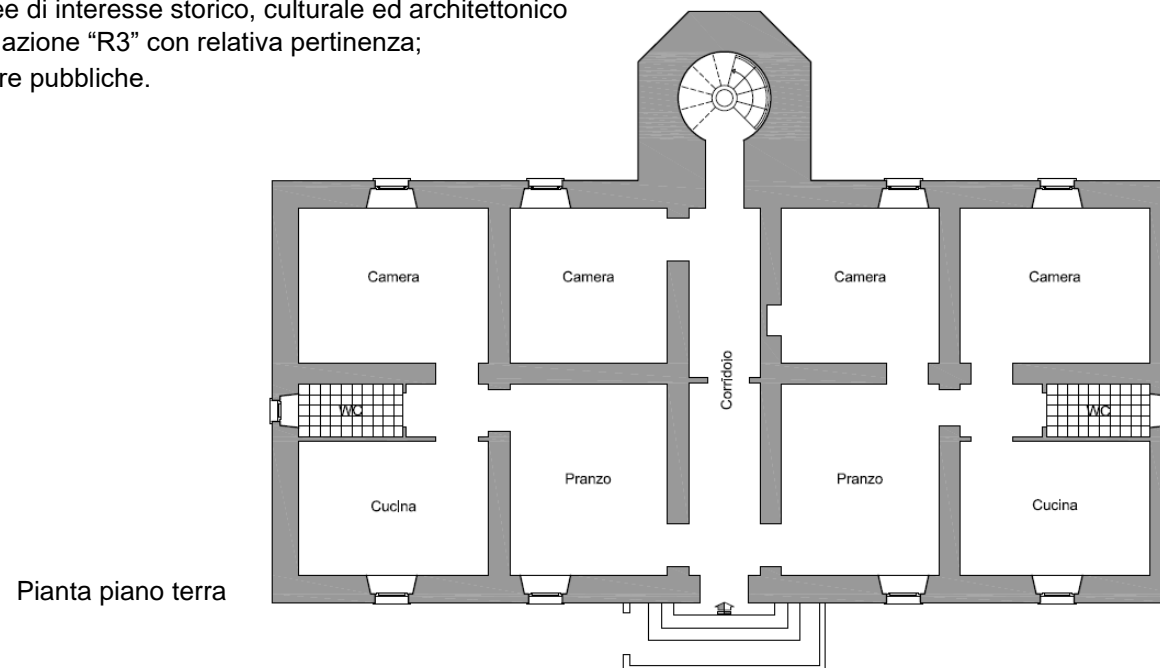 ee di interesse storico, culturale ed architettonico
azione “R3” con relativa pertinenza;
re pubbliche.
Camera
Camera
Camera
Camera
Corridoio
WC
WC
Pranzo
Pranzo
Cucina
Cucina
Pianta piano terra